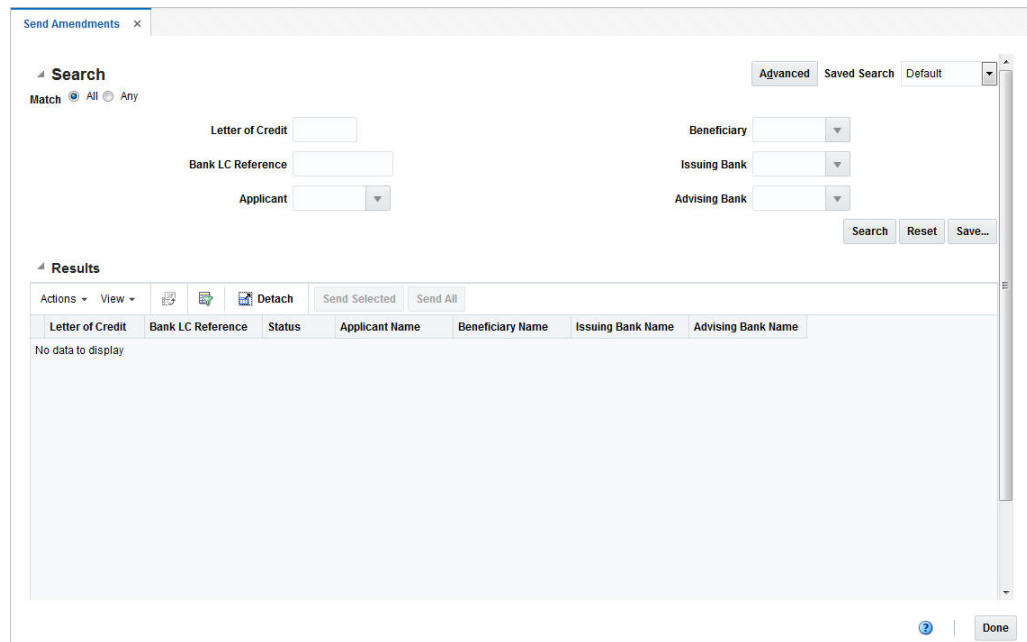 Send Amendments ×
Search
Advanced Saved Search Default
Match All Any
Letter of Credit Beneficiary
Bank LC Reference Issuing Bank
Applicant Advising Bank
Search Reset Save...
Results
Actions View Detach Send Selected Send All
Letter of Credit Bank LC Reference Status Applicant Name Beneficiary Name Issuing Bank Name Advising Bank Name
No data to display
? Done